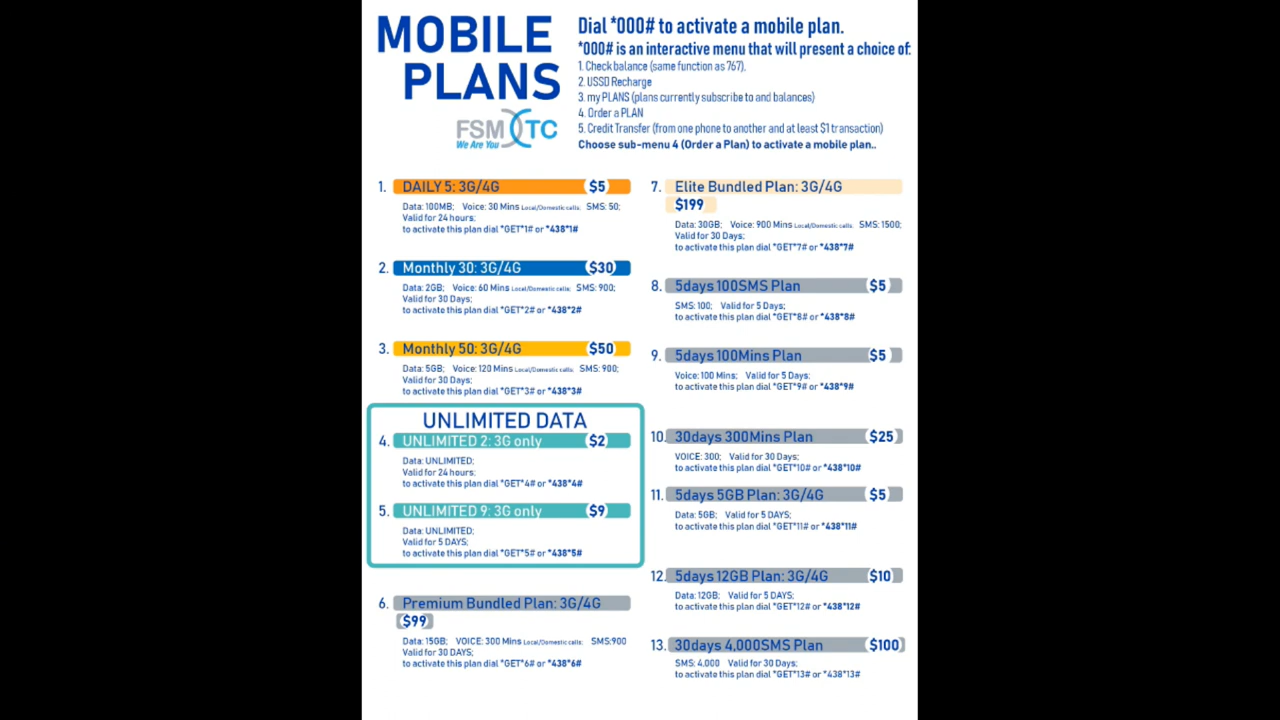 MOBILE
PLANS
FSMTC
We Are You
Dial *000# to activate a mobile plan.
*000# is an interactive menu that will present a choice of:
1. Check balance (same function as 767).
2. USSD Recharge
3. my PLANS (plans currently subscribe to and balances)
4. Order a PLAN
5. Credit Transfer (from one phone to another and at least $1 transaction)
Choose sub-menu 4 (Order a Plan) to activate a mobile plan..
1. DAILY 5: 3G/4G ($5)
Data: 100MB; Voice: 30 Mins Local/Domestic calls; SMS: 50;
Valid for 24 hours;
to activate this plan dial *GET*1# or *438*1#
2. Monthly 30: 3G/4G ($30)
Data: 2GB; Voice: 60 Mins Local/Domestic calls; SMS: 900;
Valid for 30 Days;
to activate this plan dial *GET*2# or *438*2#
3. Monthly 50: 3G/4G ($50)
Data: 5GB; Voice: 120 Mins Local/Domestic calls; SMS: 900;
Valid for 30 Days;
to activate this plan dial *GET*3# or *438*3#
UNLIMITED DATA
4. UNLIMITED 2: 3G only ($2)
Data: UNLIMITED;
Valid for 24 hours;
to activate this plan dial *GET*4# or *438*4#
5. UNLIMITED 9: 3G only ($9)
Data: UNLIMITED;
Valid for 5 DAYS;
to activate this plan dial *GET*5# or *438*5#
6. Premium Bundled Plan: 3G/4G
($99)
Data: 15GB; VOICE: 300 Mins Local/Domestic calls; SMS:900
Valid for 30 DAYS;
to activate this plan dial *GET*6# or *438*6#
7. Elite Bundled Plan: 3G/4G
$199
Data: 30GB; Voice: 900 Mins Local/Domestic calls; SMS: 1500;
Valid for 30 Days;
to activate this plan dial *GET*7# or *438*7#
8. 5days 100SMS Plan ($5)
SMS: 100; Valid for 5 Days;
to activate this plan dial *GET*8# or *438*8#
9. 5days 100Mins Plan ($5)
Voice: 100 Mins; Valid for 5 Days;
to activate this plan dial *GET*9# or *438*9#
10. 30days 300Mins Plan ($25)
VOICE: 300; Valid for 30 Days;
to activate this plan dial *GET*10# or *438*10#
11. 5days 5GB Plan: 3G/4G ($5)
Data: 5GB; Valid for 5 DAYS;
to activate this plan dial *GET*11# or *438*11#
12. 5days 12GB Plan: 3G/4G ($10)
Data: 12GB; Valid for 5 DAYS;
to activate this plan dial *GET*12# or *438*12#
13. 30days 4,000SMS Plan ($100)
SMS: 4,000 Valid for 30 Days;
to activate this plan dial *GET*13# or *438*13#